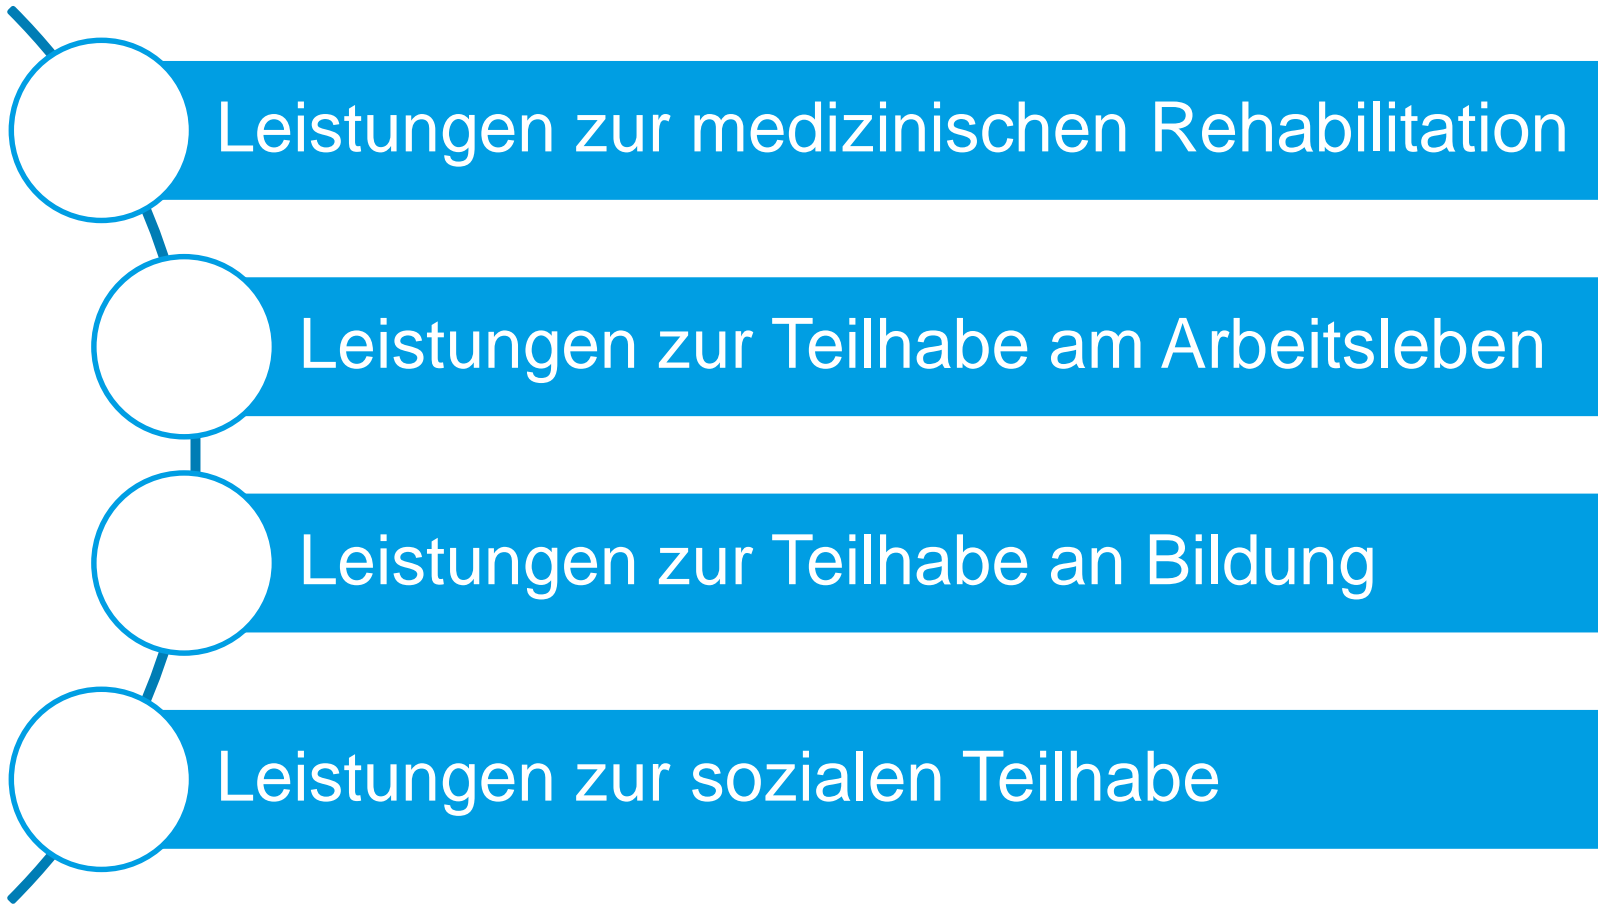 Leistungen zur medizinischen Rehabilitation
Leistungen zur Teilhabe am Arbeitsleben
Leistungen zur Teilhabe an Bildung
Leistungen zur sozialen Teilhabe